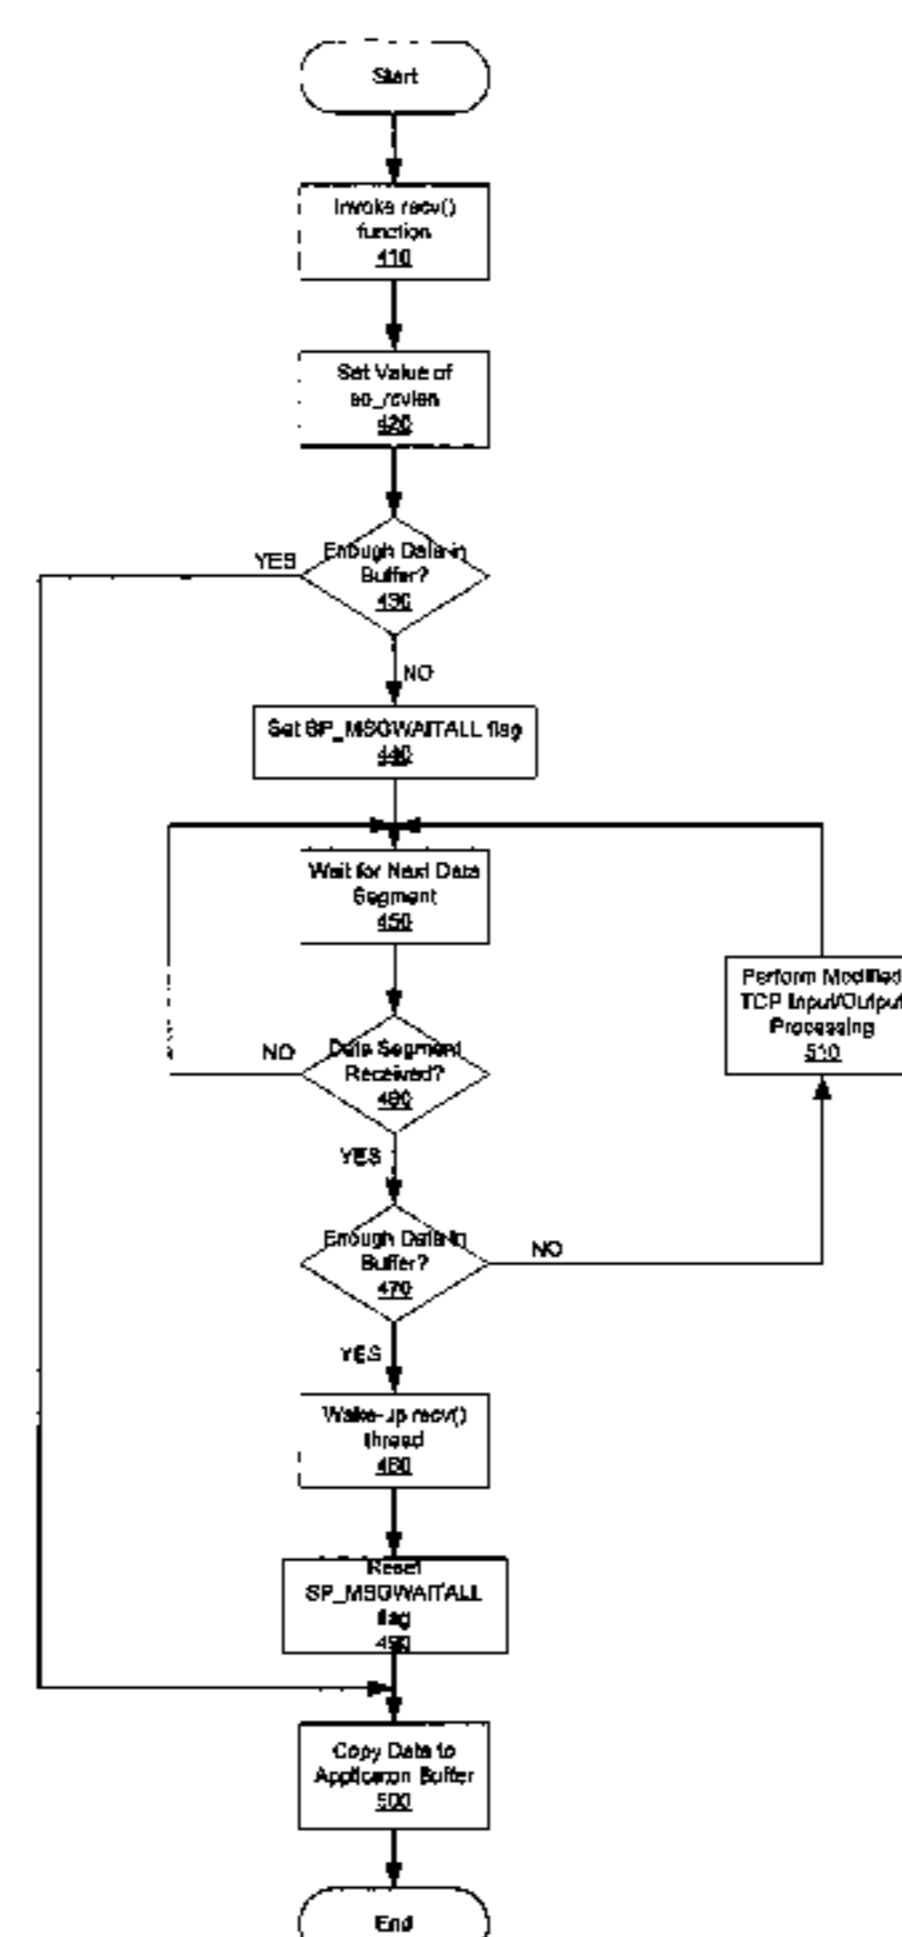 Start
Invoke recv()
function
410
Set Value of
so_rcvlen
420
YES
Enough Data in
Buffer?
430
NO
Set SP_MSGWAITALL flag
440
Wait for Next Data
Segment
450
Perform Modified
TCP Input/Output
Processing
510
NO
Data Segment
Received?
460
YES
Enough Data in
Buffer?
470
NO
YES
Wake-up recv()
thread
480
Reset
SP_MSGWAITALL
flag
490
Copy Data to
Application Buffer
500
End